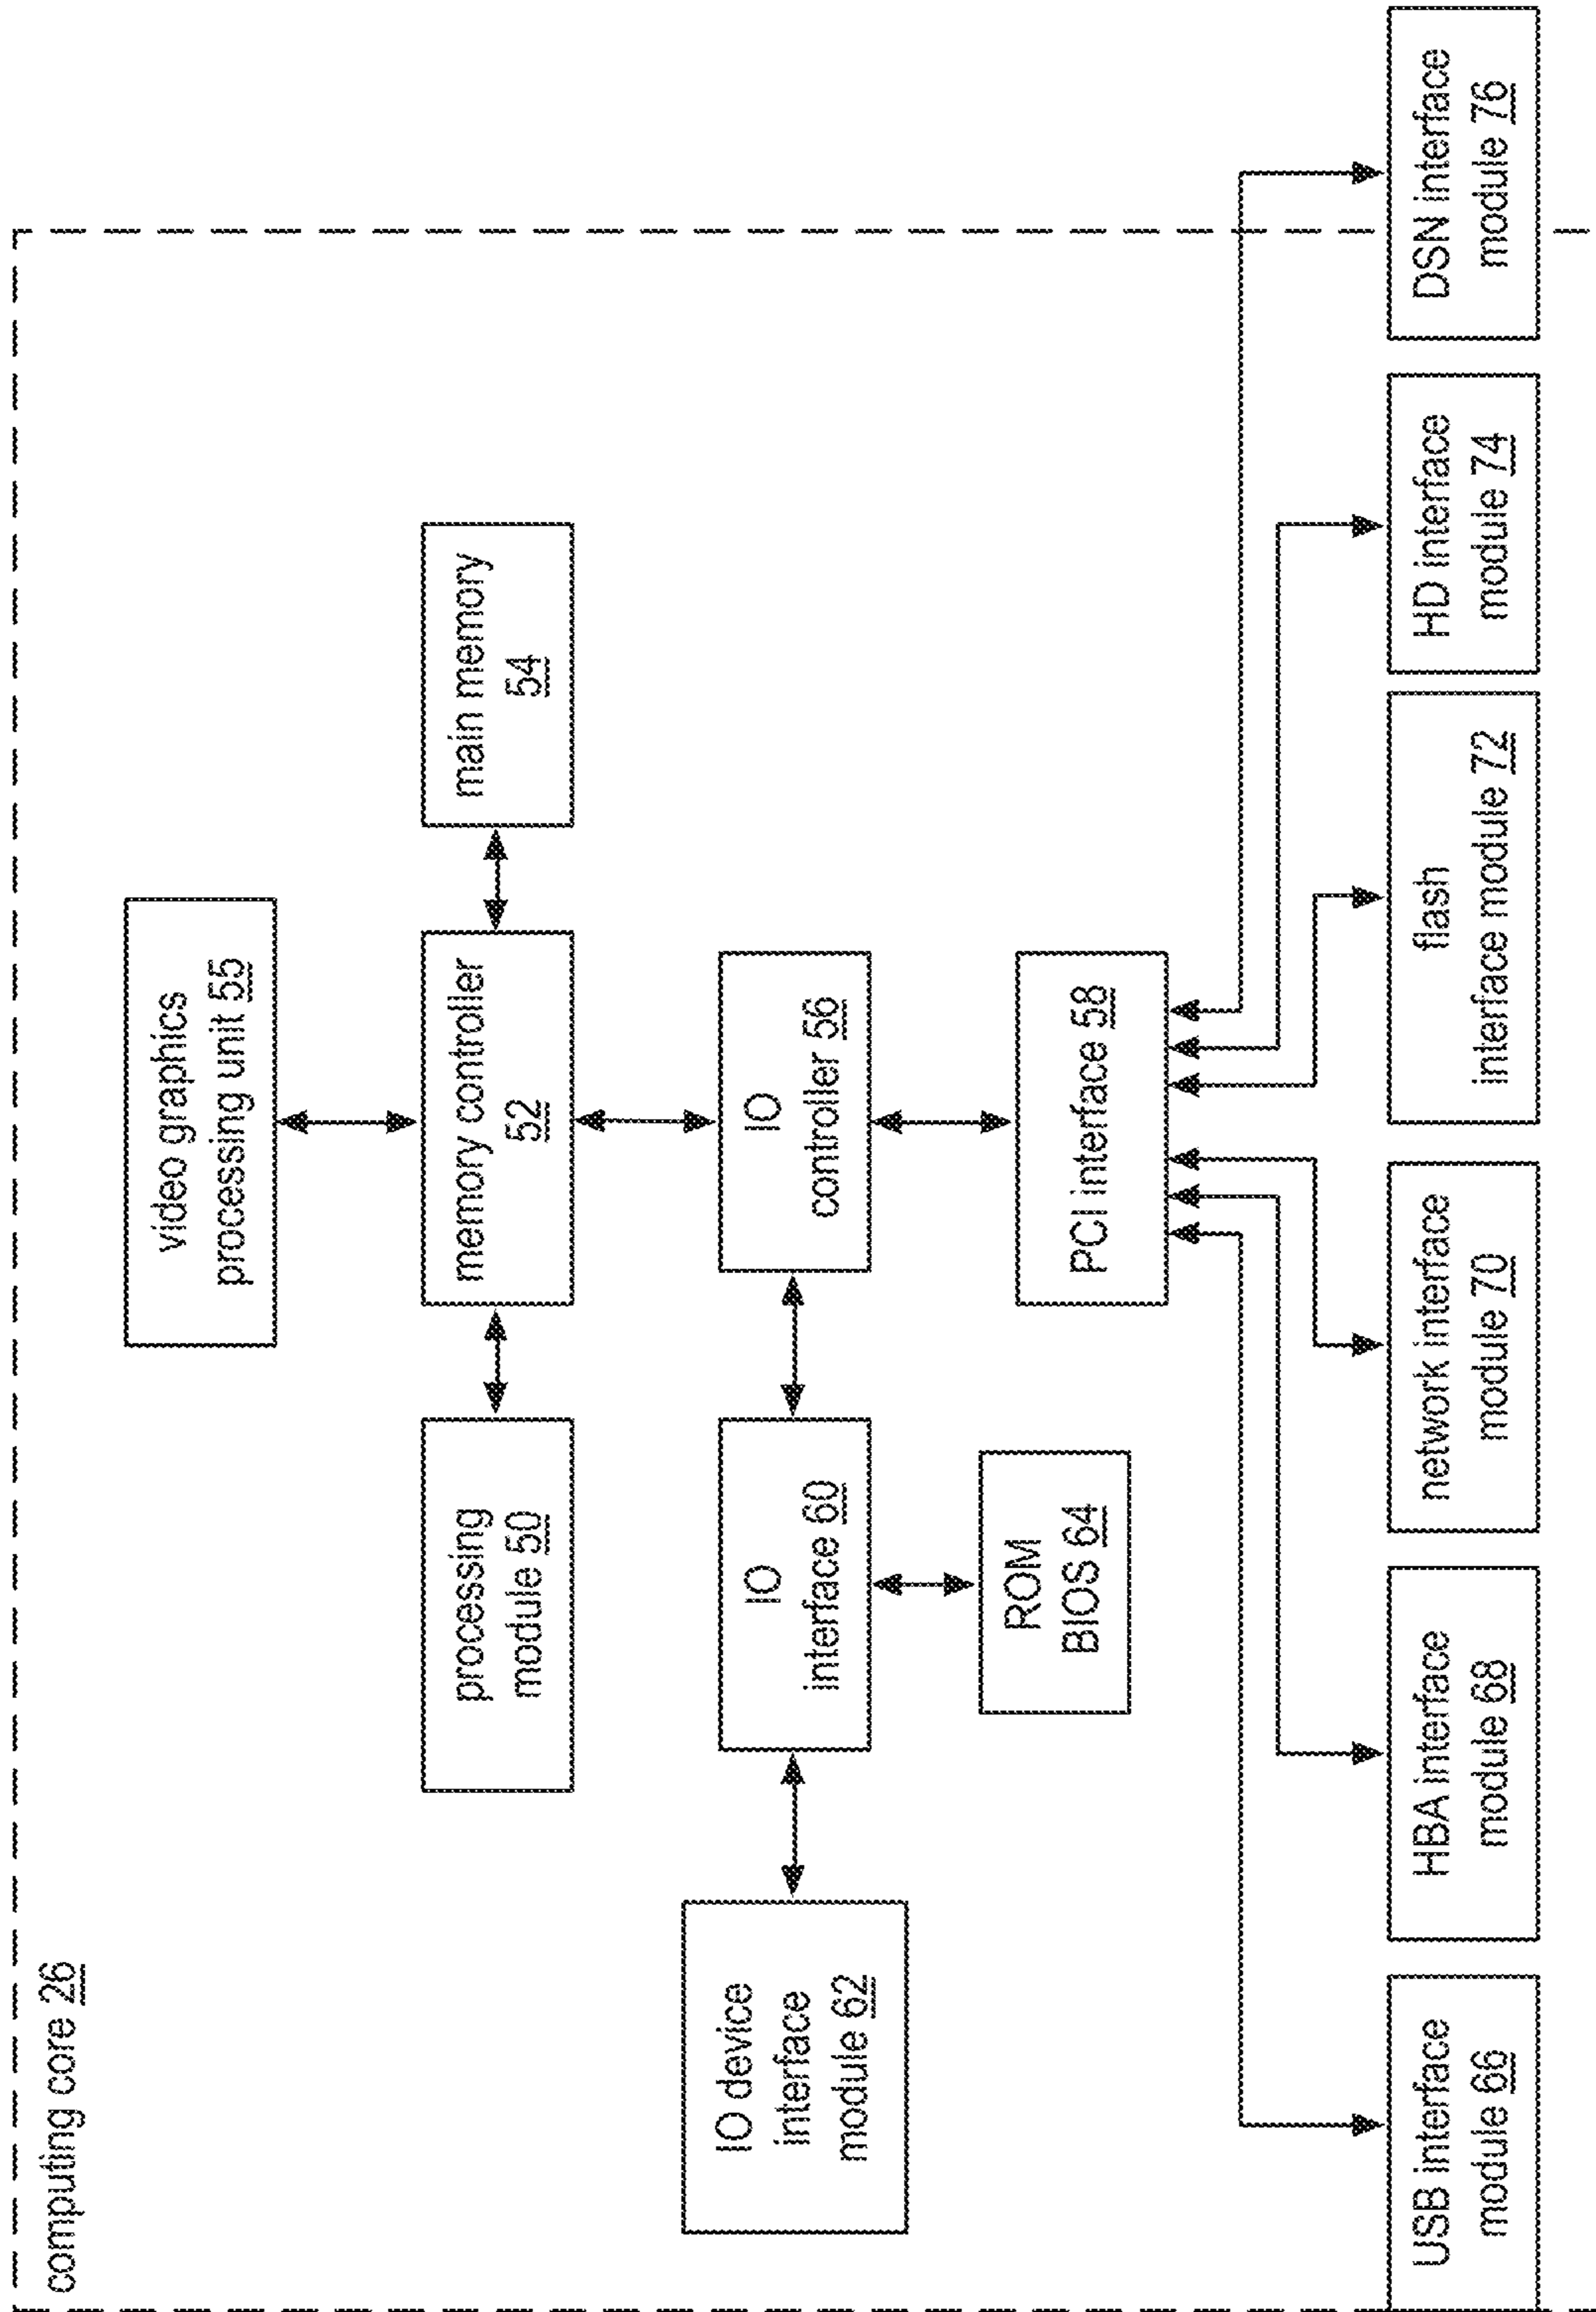 computing core 26
video graphics
processing unit 55
processing
module 50
memory controller
52
main memory
54
IO device
interface
module 62
IO
interface 60
IO
controller 56
ROM
BIOS 64
PCI interface 58
USB interface
module 66
HBA interface
module 68
network interface
module 70
flash
interface module 72
HD interface
module 74
DSN interface
module 76